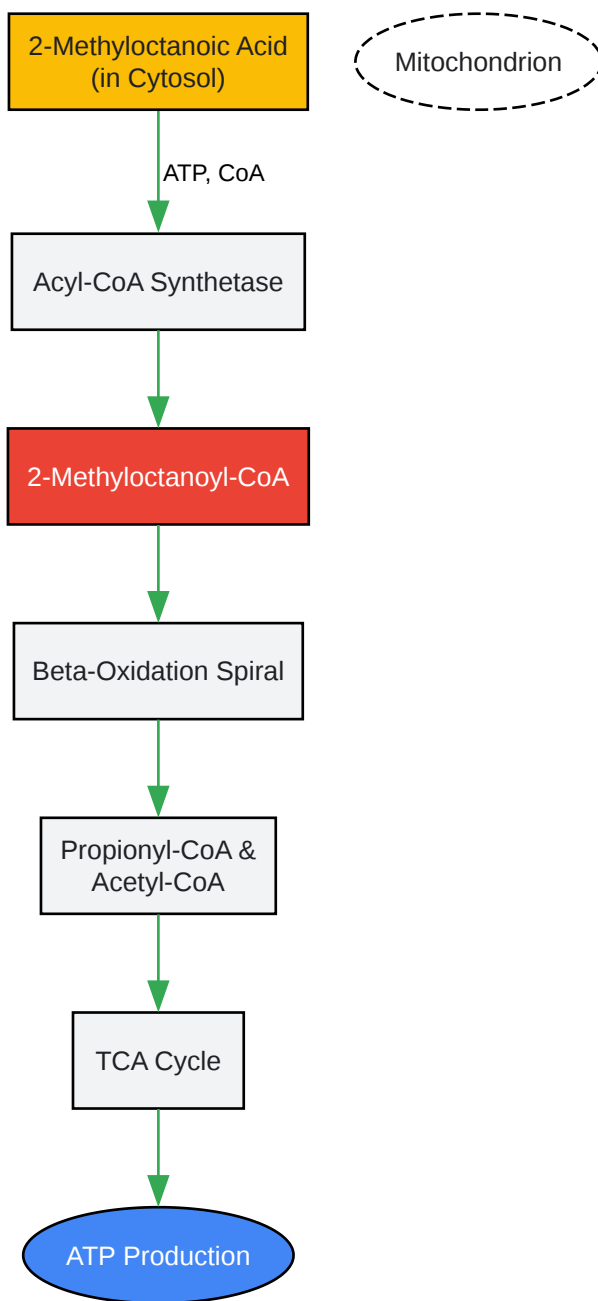 2-Methyloctanoic Acid
(in Cytosol)
Mitochondrion
ATP, CoA
Acyl-CoA Synthetase
2-Methyloctanoyl-CoA
Beta-Oxidation Spiral
Propionyl-CoA &
Acetyl-CoA
TCA Cycle
ATP Production